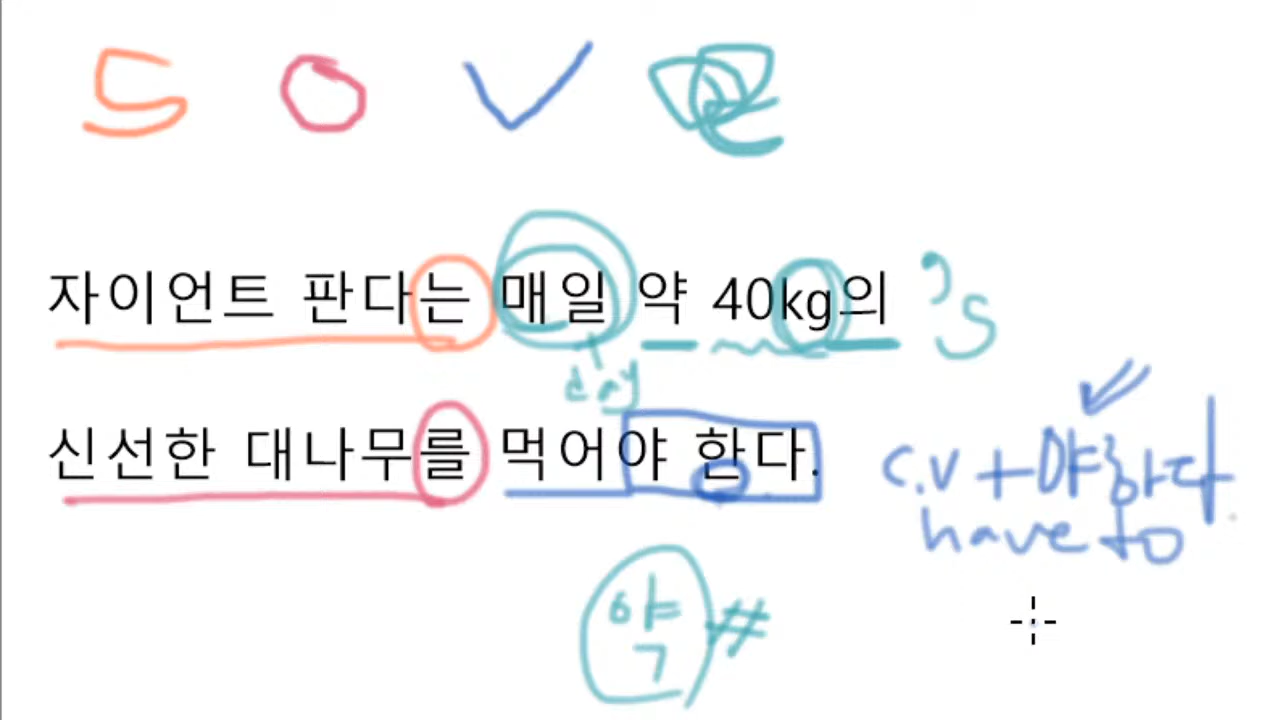 S O V
자이언트 판다는 매일 약 40kg의 's
day
신선한 대나무를 먹어야 한다.
C.V + 야 하다
have to
약 #